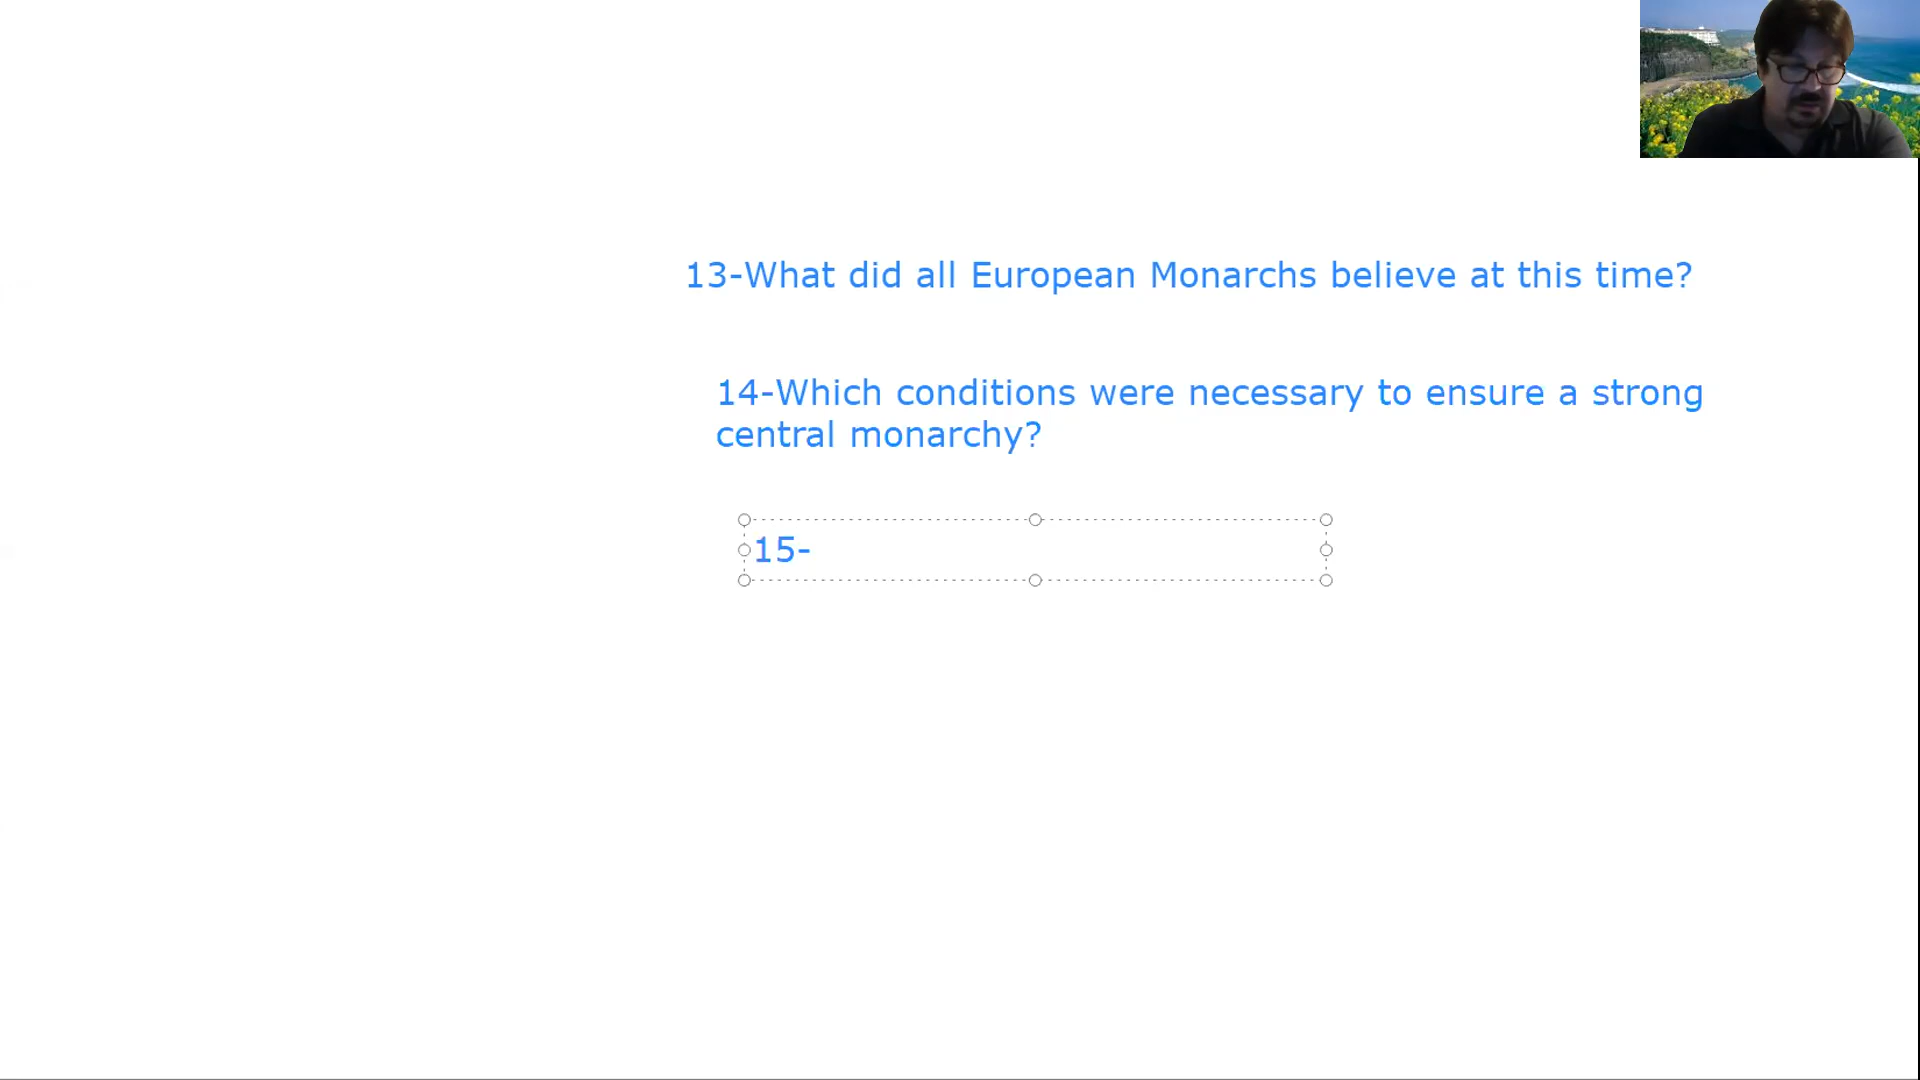 13-What did all European Monarchs believe at this time?
14-Which conditions were necessary to ensure a strong
central monarchy?
15-